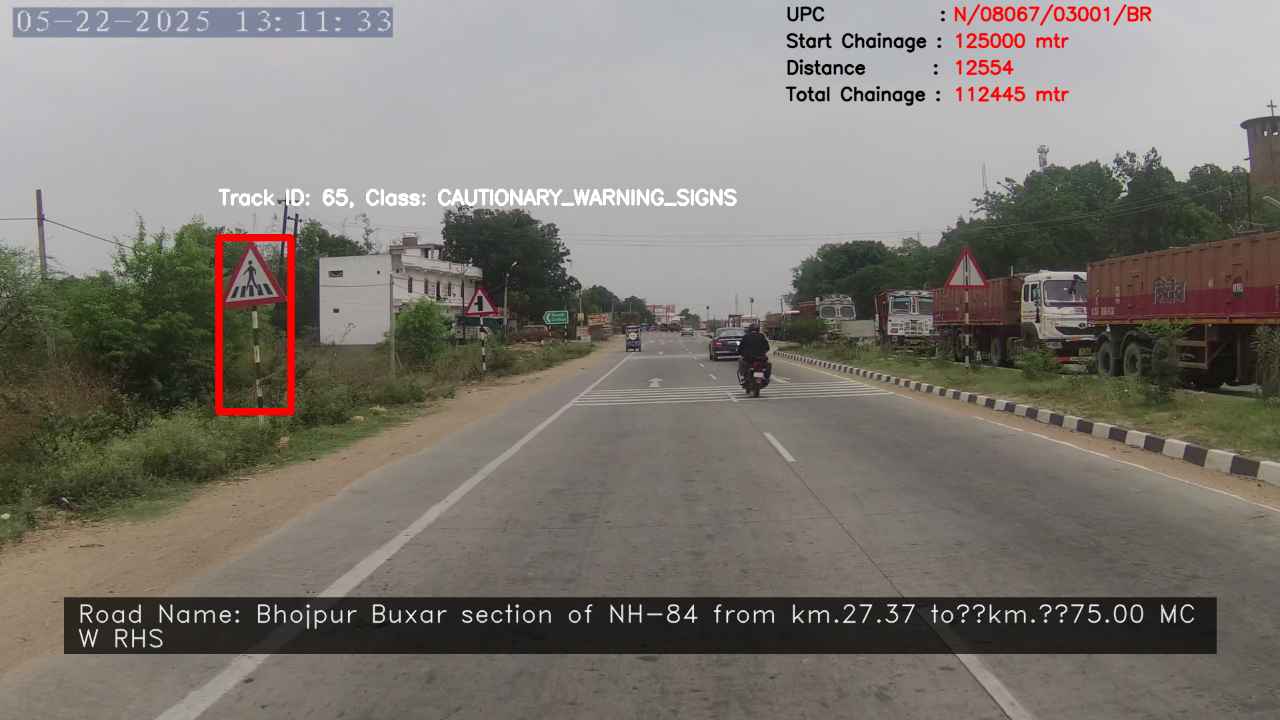 05-22-2025 13:11:33
UPC : N/08067/03001/BR
Start Chainage : 125000 mtr
Distance : 12554
Total Chainage : 112445 mtr
Track ID: 65, Class: CAUTIONARY_WARNING_SIGNS
Road Name: Bhojpur Buxar section of NH-84 from km.27.37 to??km.??75.00 MC
W RHS